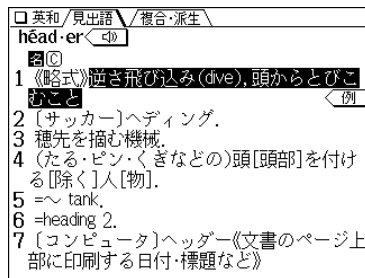 英和 見出語 複合·派生
héad·er
名 C
1 《略式》逆さ飛び込み(dive), 頭からとびこ
むこと
例
2 〔サッカー〕ヘディング.
3 穂先を摘む機械.
4 (たる·ピン·くぎなどの)頭[頭部]を付け
る[除く]人[物].
5 =~ tank.
6 =heading 2.
7 〔コンピュータ〕ヘッダー《文書のページ上
部に印刷する日付·標題など》